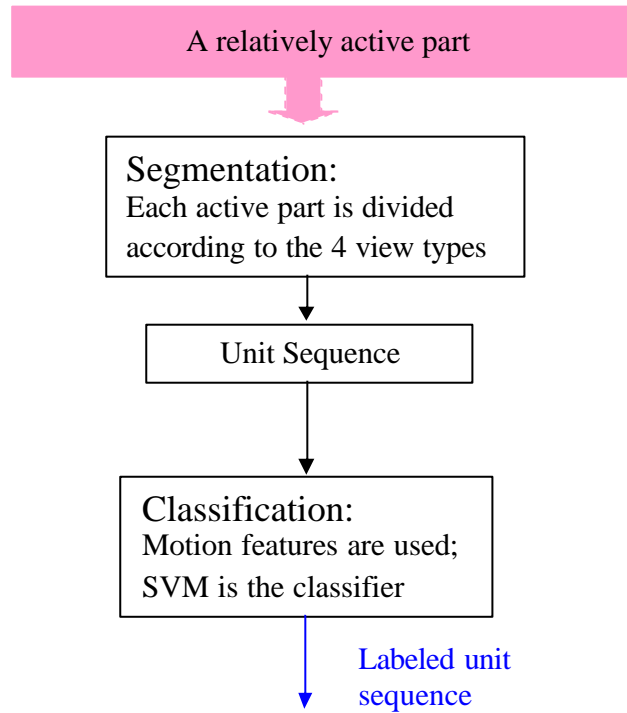 A relatively active part
Segmentation:
Each active part is divided
according to the 4 view types
Unit Sequence
Classification:
Motion features are used;
SVM is the classifier
Labeled unit
sequence